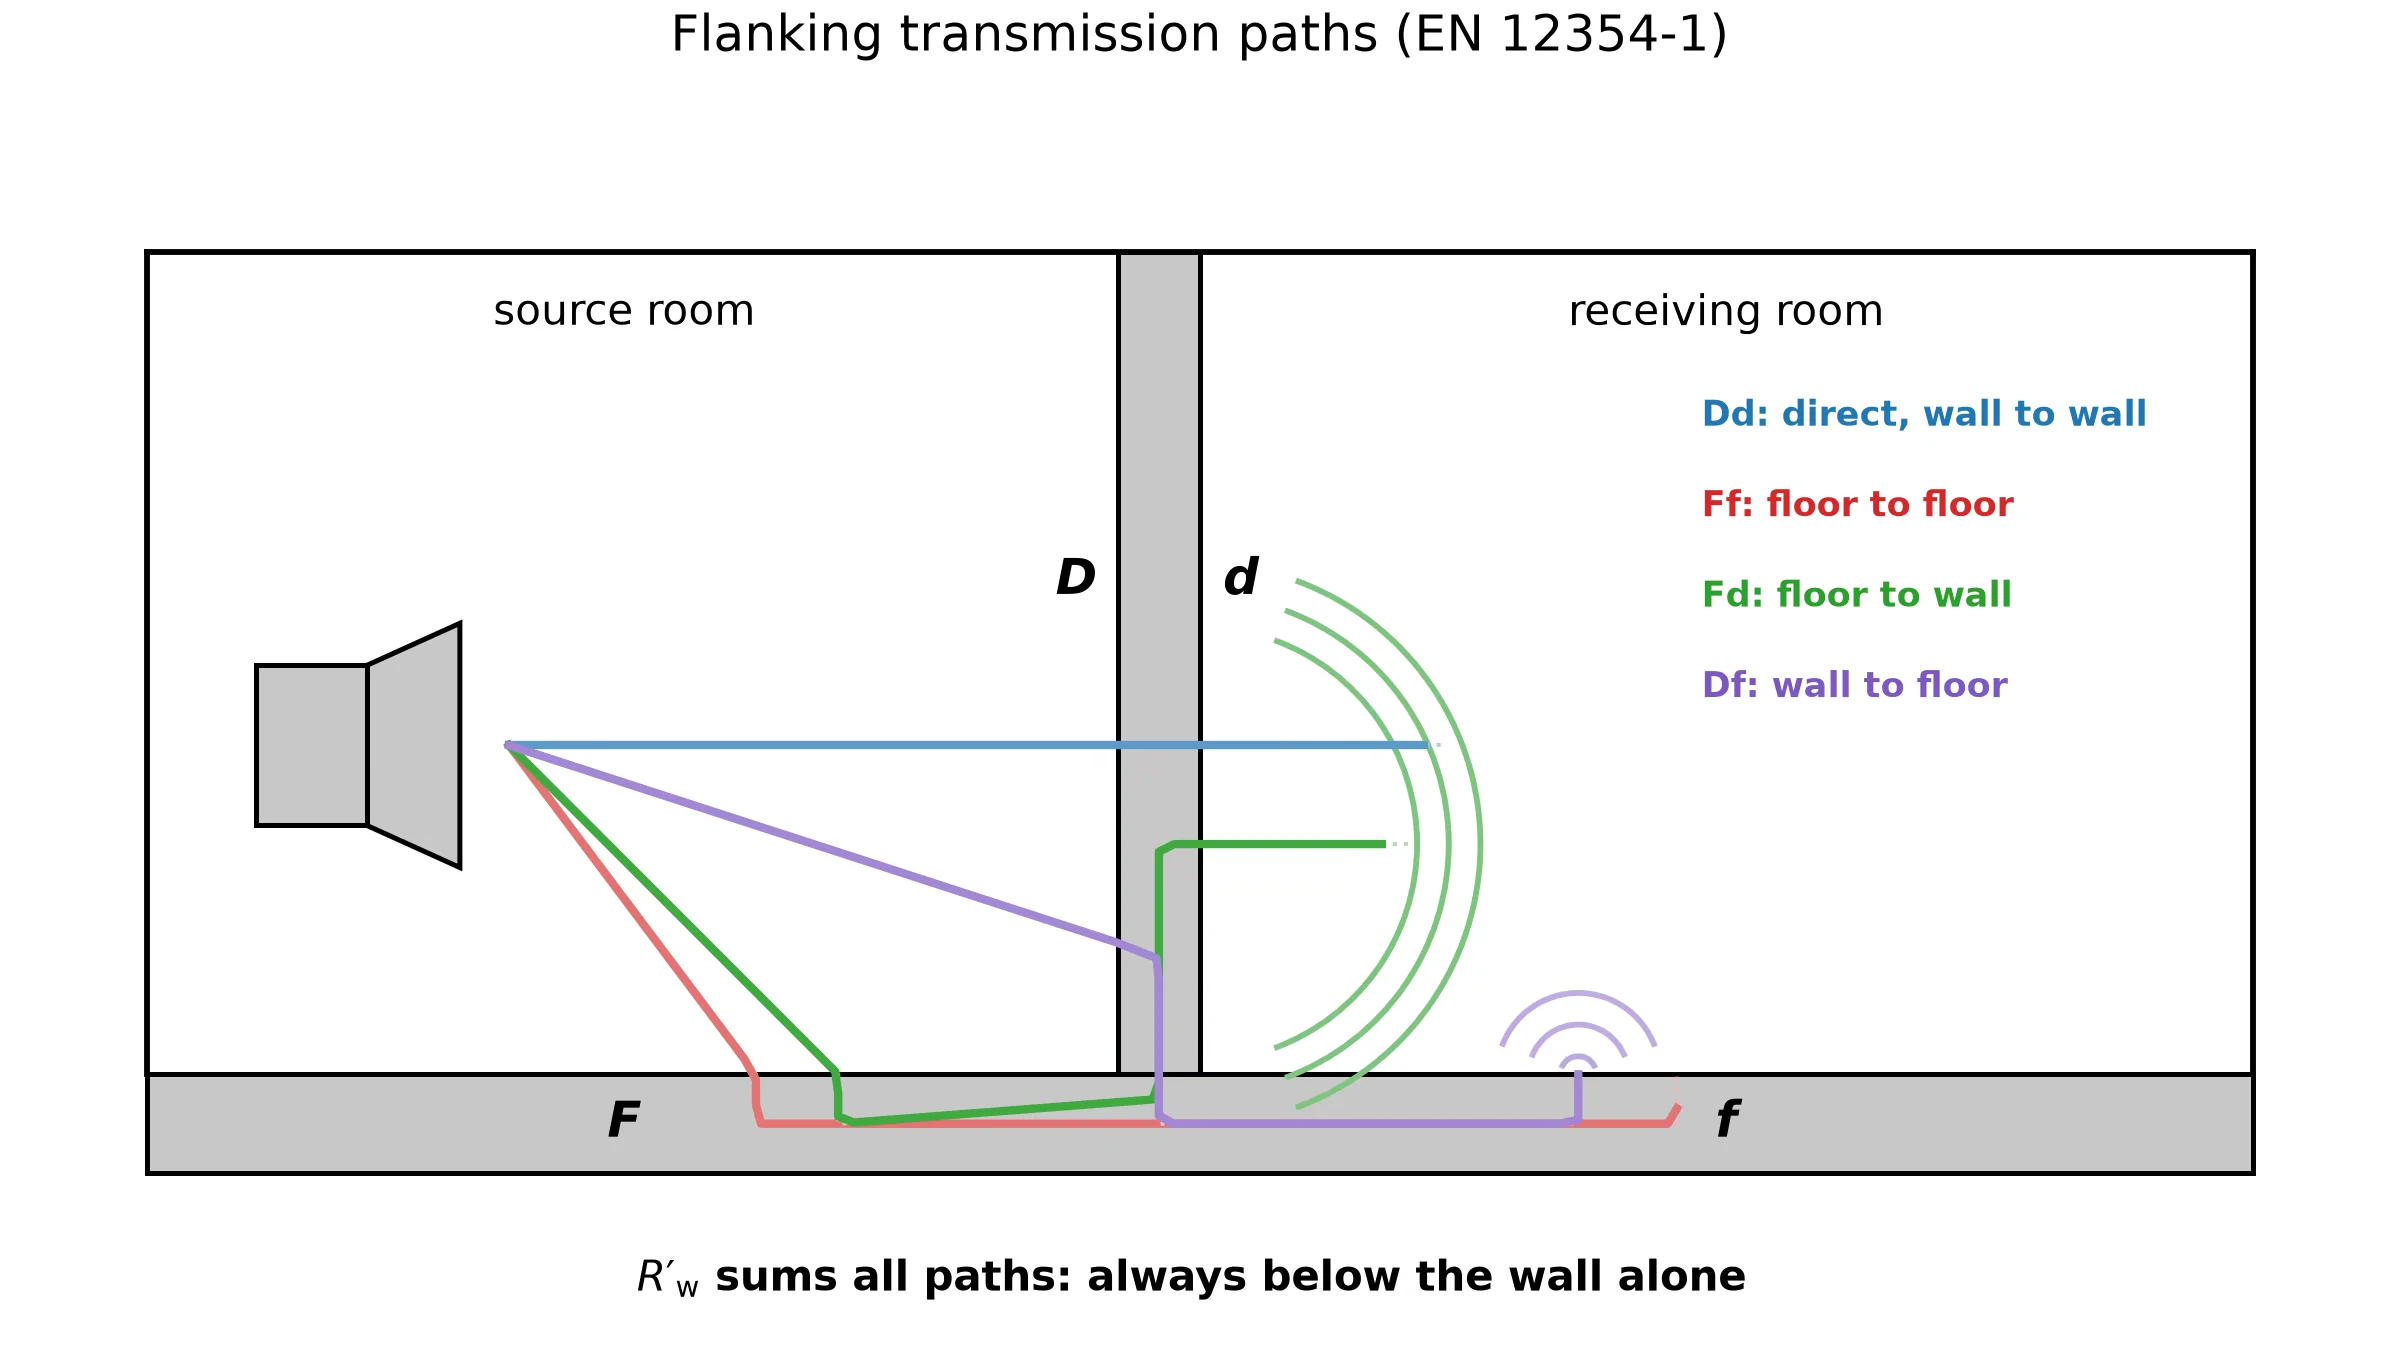 Flanking transmission paths (EN 12354-1)
source room
receiving room
Dd: direct, wall to wall
Ff: floor to floor
Fd: floor to wall
Df: wall to floor
D
d
F
f
R′w sums all paths: always below the wall alone